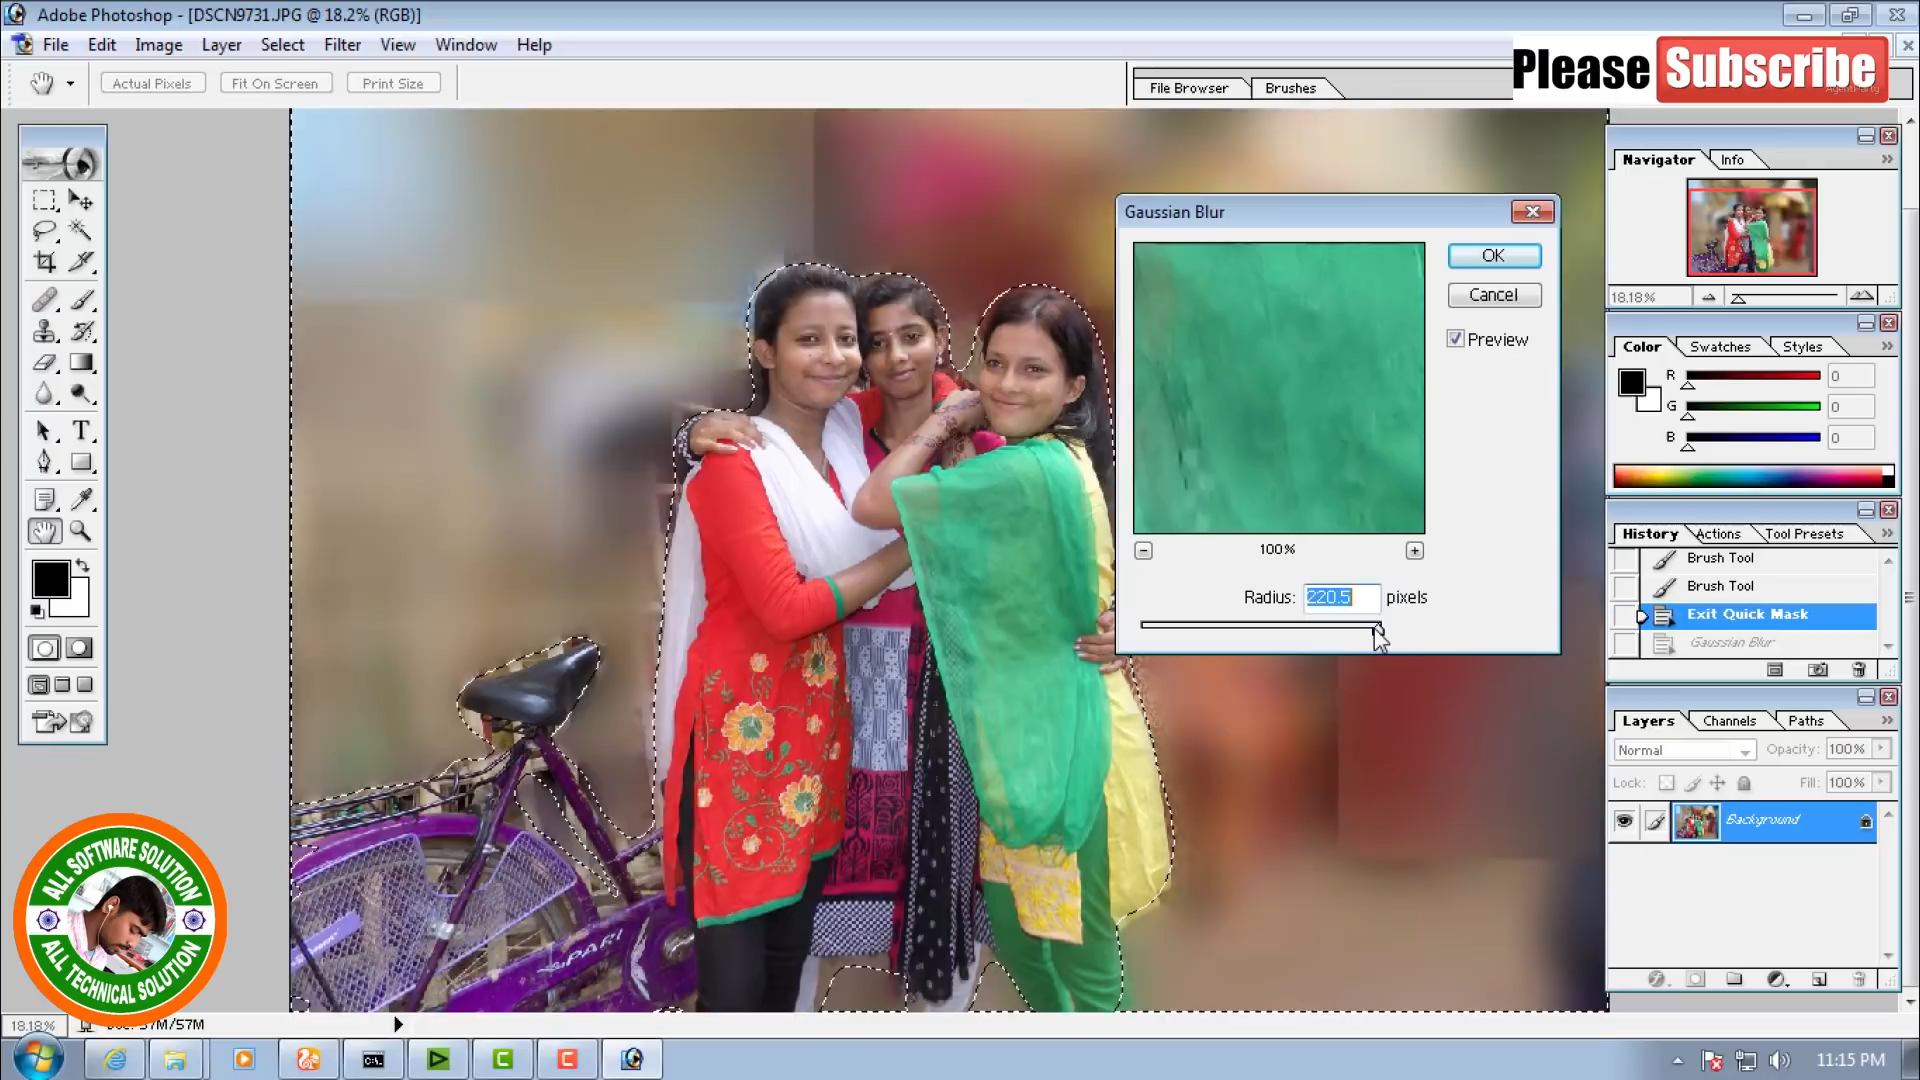 Adobe Photoshop - [DSCN9731.JPG @ 18.2% (RGB)]
File Edit Image Layer Select Filter View Window Help
Please Subscribe
Actual Pixels Fit On Screen Print Size
File Browser Brushes
Navigator Info
18.18%
Color Swatches Styles
R 0
G 0
B 0
History Actions Tool Presets
Brush Tool
Brush Tool
Exit Quick Mask
Gaussian Blur
Layers Channels Paths
Normal Opacity: 100%
Lock: Fill: 100%
Background
Gaussian Blur
OK
Cancel
Preview
100%
Radius: 220.5 pixels
T
PARI
ALL SOFTWARE SOLUTION
ALL TECHNICAL SOLUTION
18.18%
11:15 PM